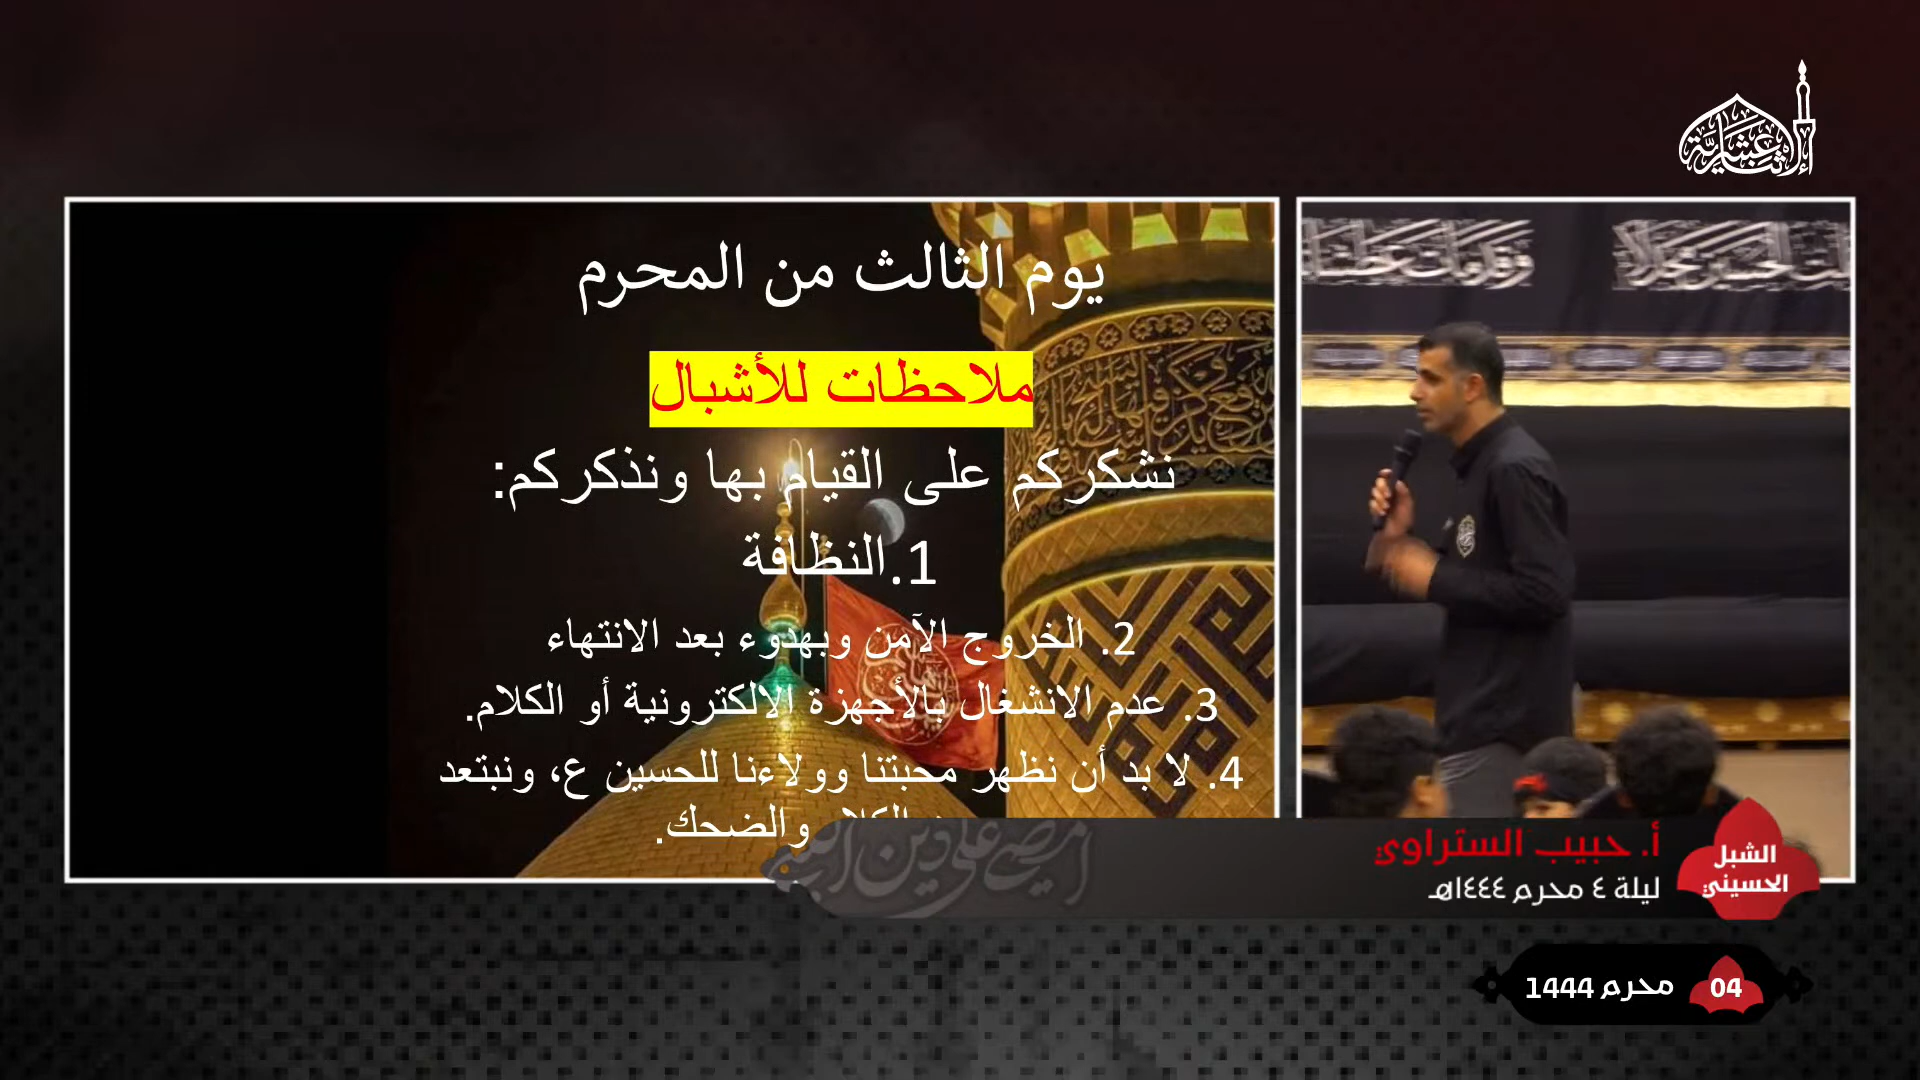 الإثنا عشرية
يوم الثالث من المحرم
ملاحظات للأشبال
نشكركم على القيام بها ونذكركم:
1.النظافة
2. الخروج الآمن وبهدوء بعد الانتهاء
3. عدم الانشغال بالأجهزة الالكترونية أو الكلام.
4. لا بد أن نظهر محبتنا وولاءنا للحسين ع، ونبتعد
والضحك.
أ. حبيب الستراوي
ليلة ٤ محرم ١٤٤٤هـ
الشبل
الحسيني
04 محرم 1444